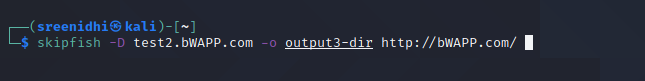 ┌──(sreenidhi㉿kali)-[~]
└─$ skipfish -D test2.bWAPP.com -o output3-dir http://bWAPP.com/